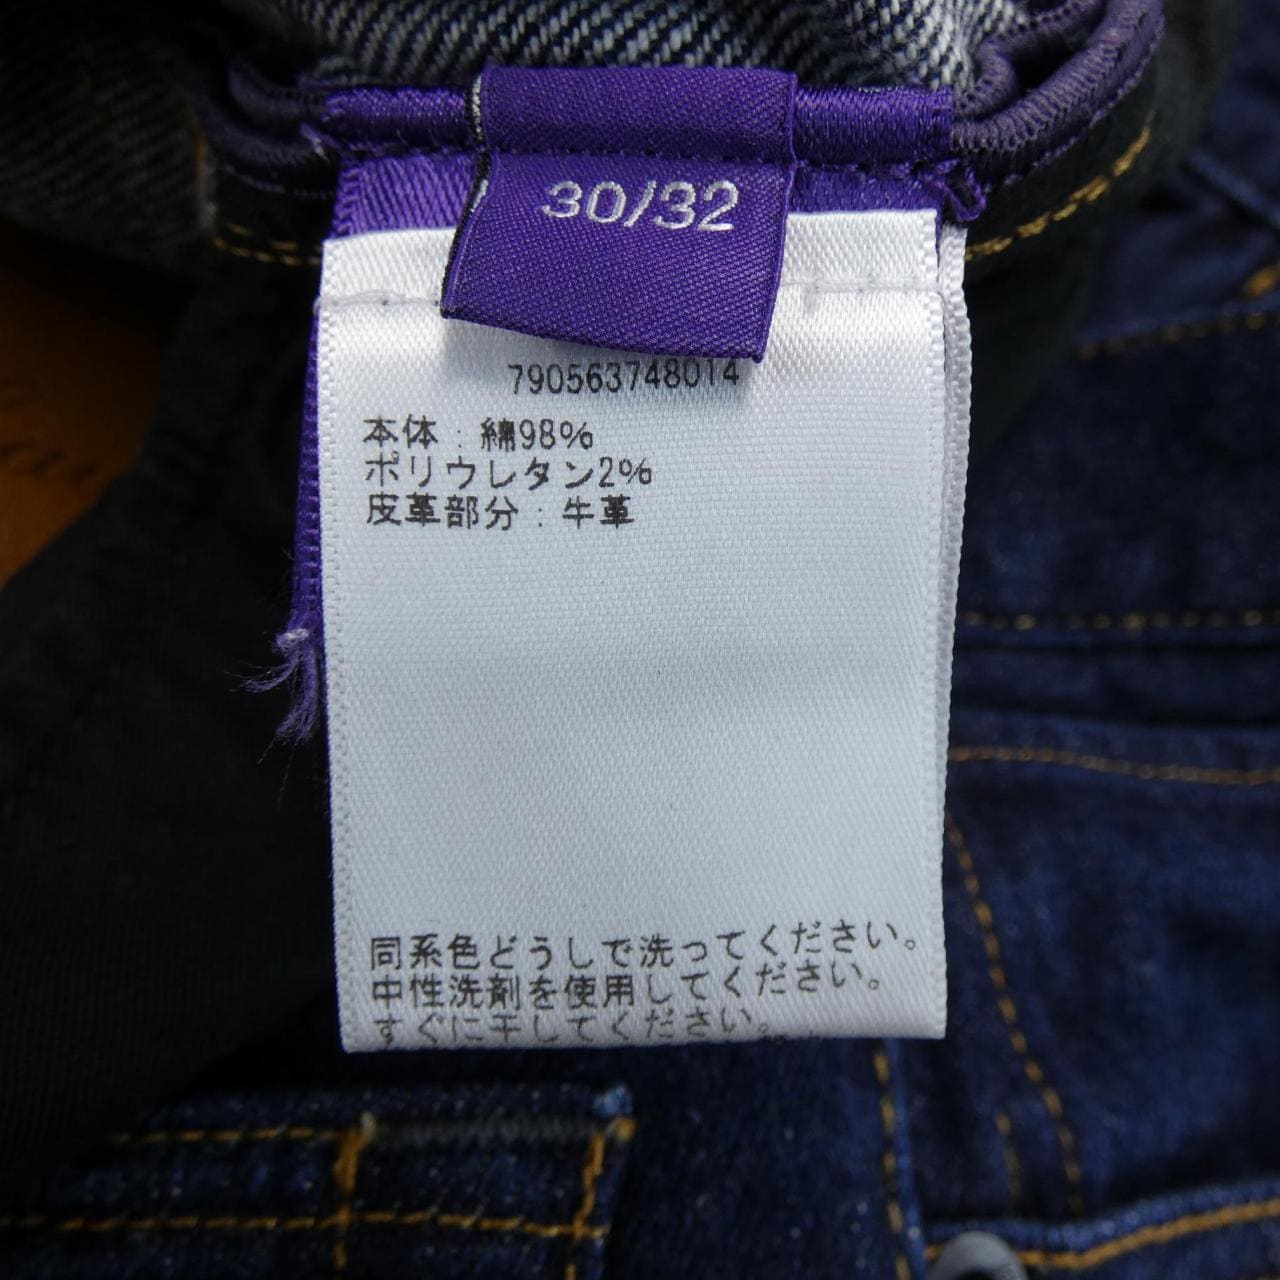 30/32
790563748014
本体：綿98%
ポリウレタン2%
皮革部分：牛革
同系色どうしで洗ってください。
中性洗剤を使用してください。
すぐに干してください。